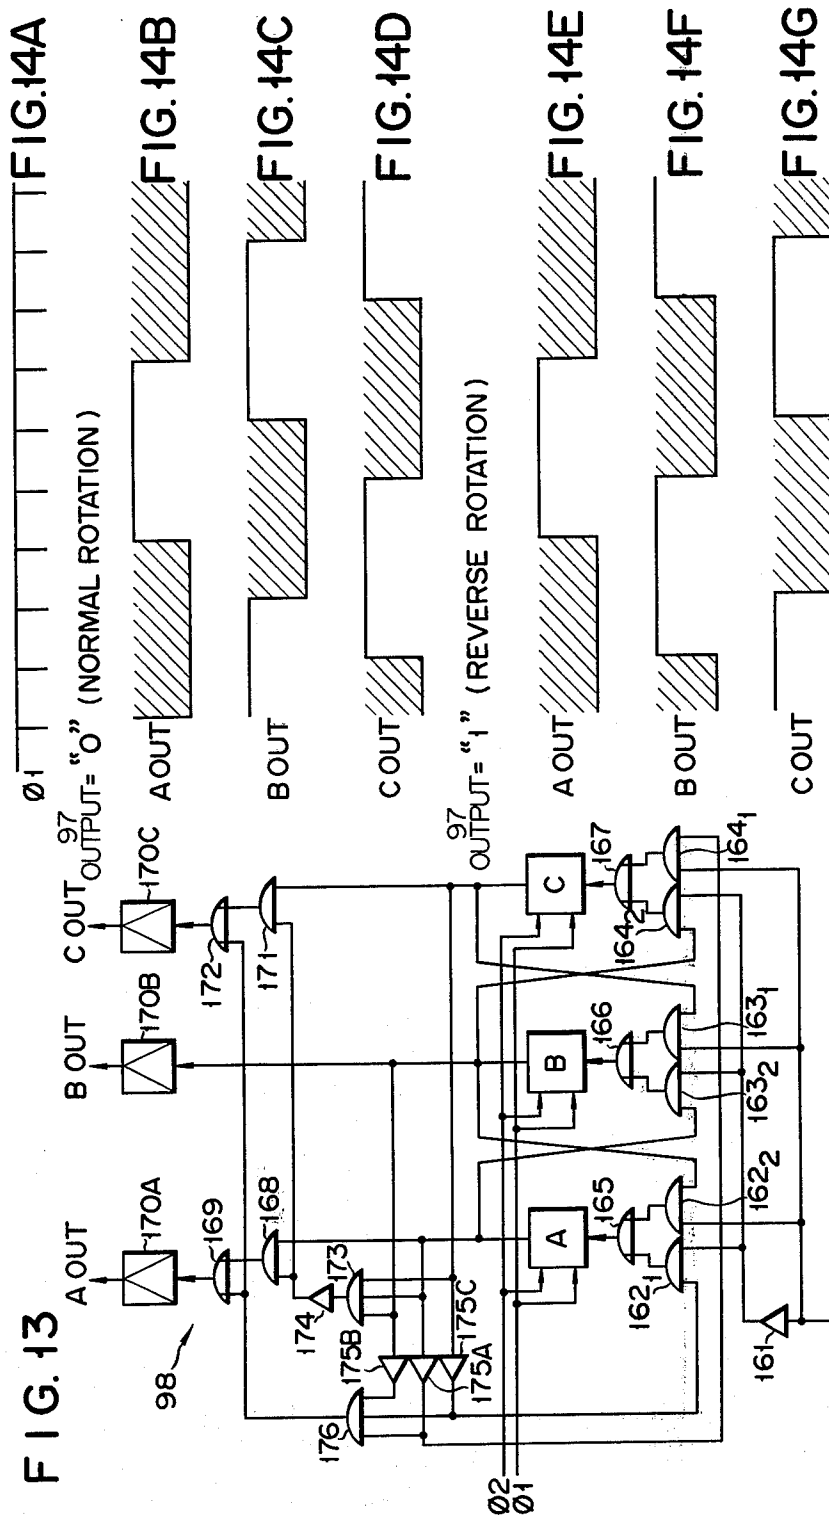 FIG. 13
98
A OUT
B OUT
C OUT
170A
170B
170C
169
172
168
171
174
173
175B
176
175A
175C
Ø2
Ø1
A
B
C
165
166
167
162₁
162₂
163₂
163₁
164₂
164₁
161
Ø1
FIG.14A
97
OUTPUT= “0” (NORMAL ROTATION)
A OUT
FIG.14B
B OUT
FIG.14C
C OUT
FIG.14D
97
OUTPUT= “1” (REVERSE ROTATION)
A OUT
FIG.14E
B OUT
FIG.14F
C OUT
FIG.14G